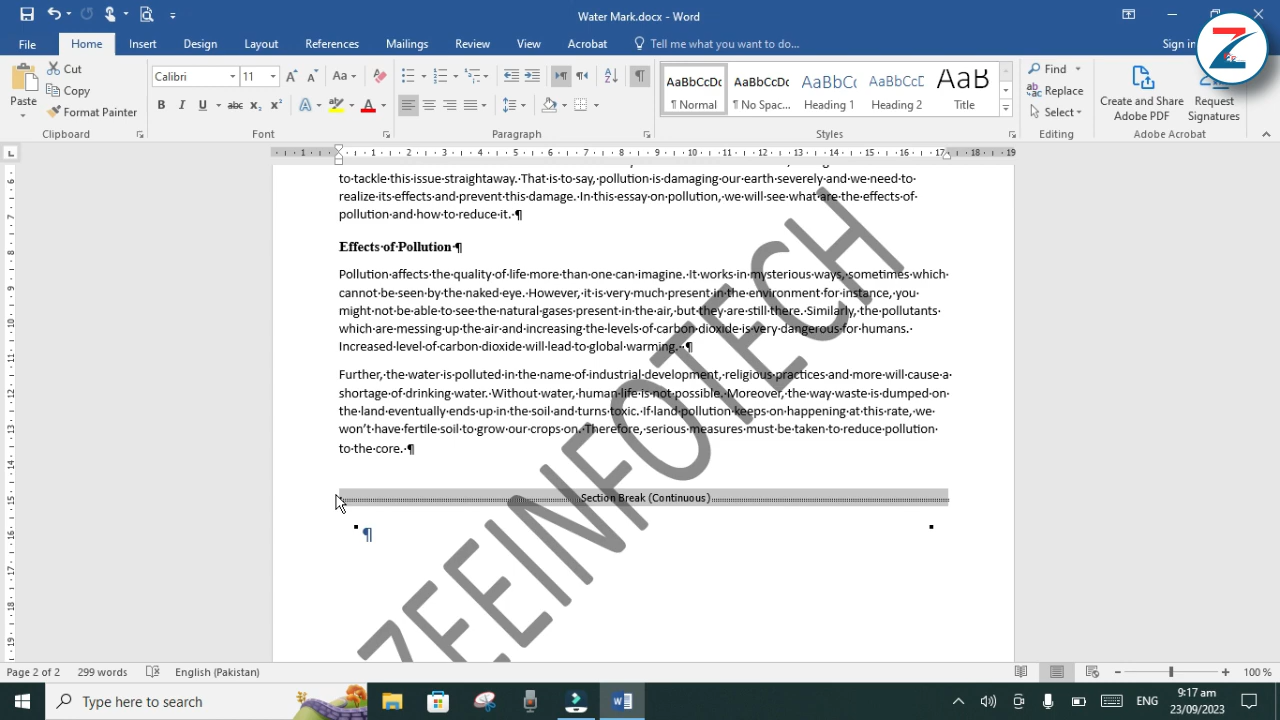 Water Mark.docx - Word
File Home Insert Design Layout References Mailings Review View Acrobat Tell me what you want to do... Sign in
Paste
Cut
Copy
Format Painter
Clipboard
Calibri 11
Font
Paragraph
AaBbCcDc AaBbCcDc AaBbCc AaBbCcE AaB
¶ Normal ¶ No Spac... Heading 1 Heading 2 Title
Styles
Find
Replace
Select
Editing
Create and Share
Adobe PDF
Request
Signatures
Adobe Acrobat
to tackle this issue straightaway. That is to say, pollution is damaging our earth severely and we need to
realize its effects and prevent this damage. In this essay on pollution, we will see what are the effects of
pollution and how to reduce it. ¶
Effects of Pollution ¶
Pollution affects the quality of life more than one can imagine. It works in mysterious ways, sometimes which
cannot be seen by the naked eye. However, it is very much present in the environment for instance, you
might not be able to see the natural gases present in the air, but they are still there. Similarly, the pollutants
which are messing up the air and increasing the levels of carbon dioxide is very dangerous for humans.
Increased level of carbon dioxide will lead to global warming. ¶
Further, the water is polluted in the name of industrial development, religious practices and more will cause a
shortage of drinking water. Without water, human life is not possible. Moreover, the way waste is dumped on
the land eventually ends up in the soil and turns toxic. If land pollution keeps on happening at this rate, we
won't have fertile soil to grow our crops on. Therefore, serious measures must be taken to reduce pollution
to the core. ¶
Section Break (Continuous)
¶
ZEEINFOTECH
Page 2 of 2 299 words English (Pakistan) 100 %
Type here to search
ENG
9:17 am
23/09/2023